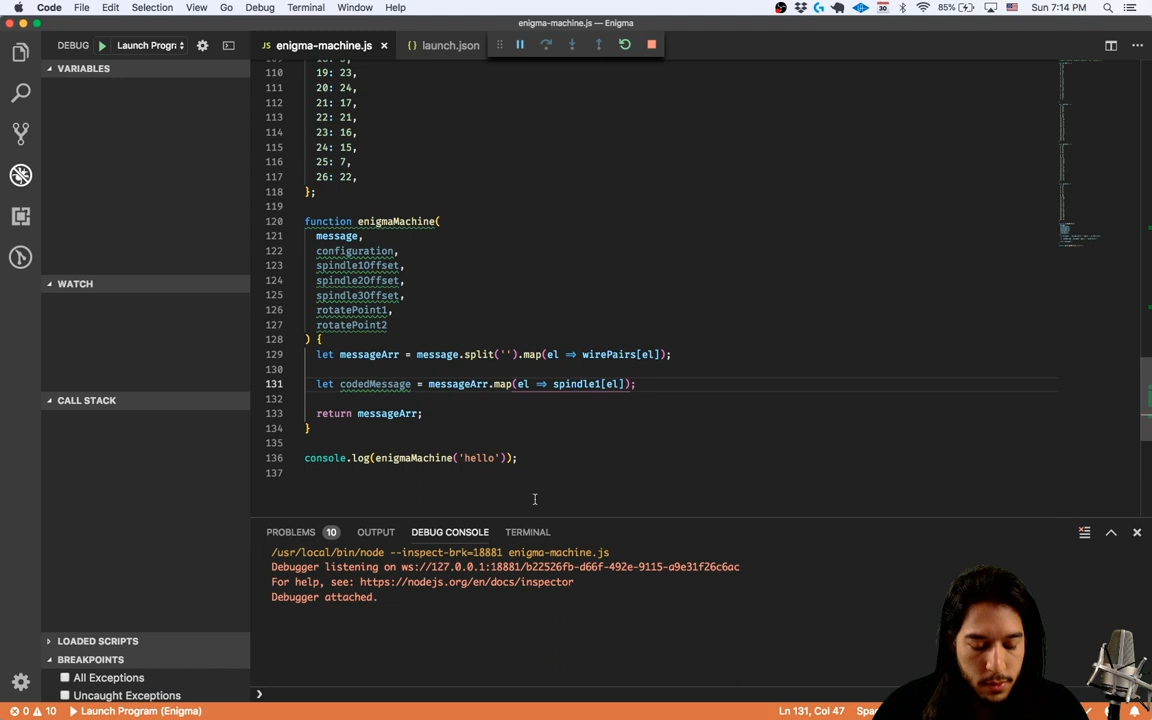 Code File Edit Selection View Go Debug Terminal Window Help 30 85% Sun 7:14 PM
enigma-machine.js — Enigma
DEBUG Launch Progr
JS enigma-machine.js ×
{ } launch.json
VARIABLES
WATCH
CALL STACK
LOADED SCRIPTS
BREAKPOINTS
All Exceptions
Uncaught Exceptions
110 19: 23,
111 20: 24,
112 21: 17,
113 22: 21,
114 23: 16,
115 24: 15,
116 25: 7,
117 26: 22,
118 };
119
120 function enigmaMachine(
121 message,
122 configuration,
123 spindle1Offset,
124 spindle2Offset,
125 spindle3Offset,
126 rotatePoint1,
127 rotatePoint2
128 ) {
129 let messageArr = message.split('').map(el => wirePairs[el]);
130
131 let codedMessage = messageArr.map(el => spindle1[el]);
132
133 return messageArr;
134 }
135
136 console.log(enigmaMachine('hello'));
137
PROBLEMS 10 OUTPUT DEBUG CONSOLE TERMINAL
/usr/local/bin/node --inspect-brk=18881 enigma-machine.js
Debugger listening on ws://127.0.0.1:18881/b22526fb-d66f-492e-9115-a9e31f26c6ac
For help, see: https://nodejs.org/en/docs/inspector
Debugger attached.
0 10 Launch Program (Enigma) Ln 131, Col 47